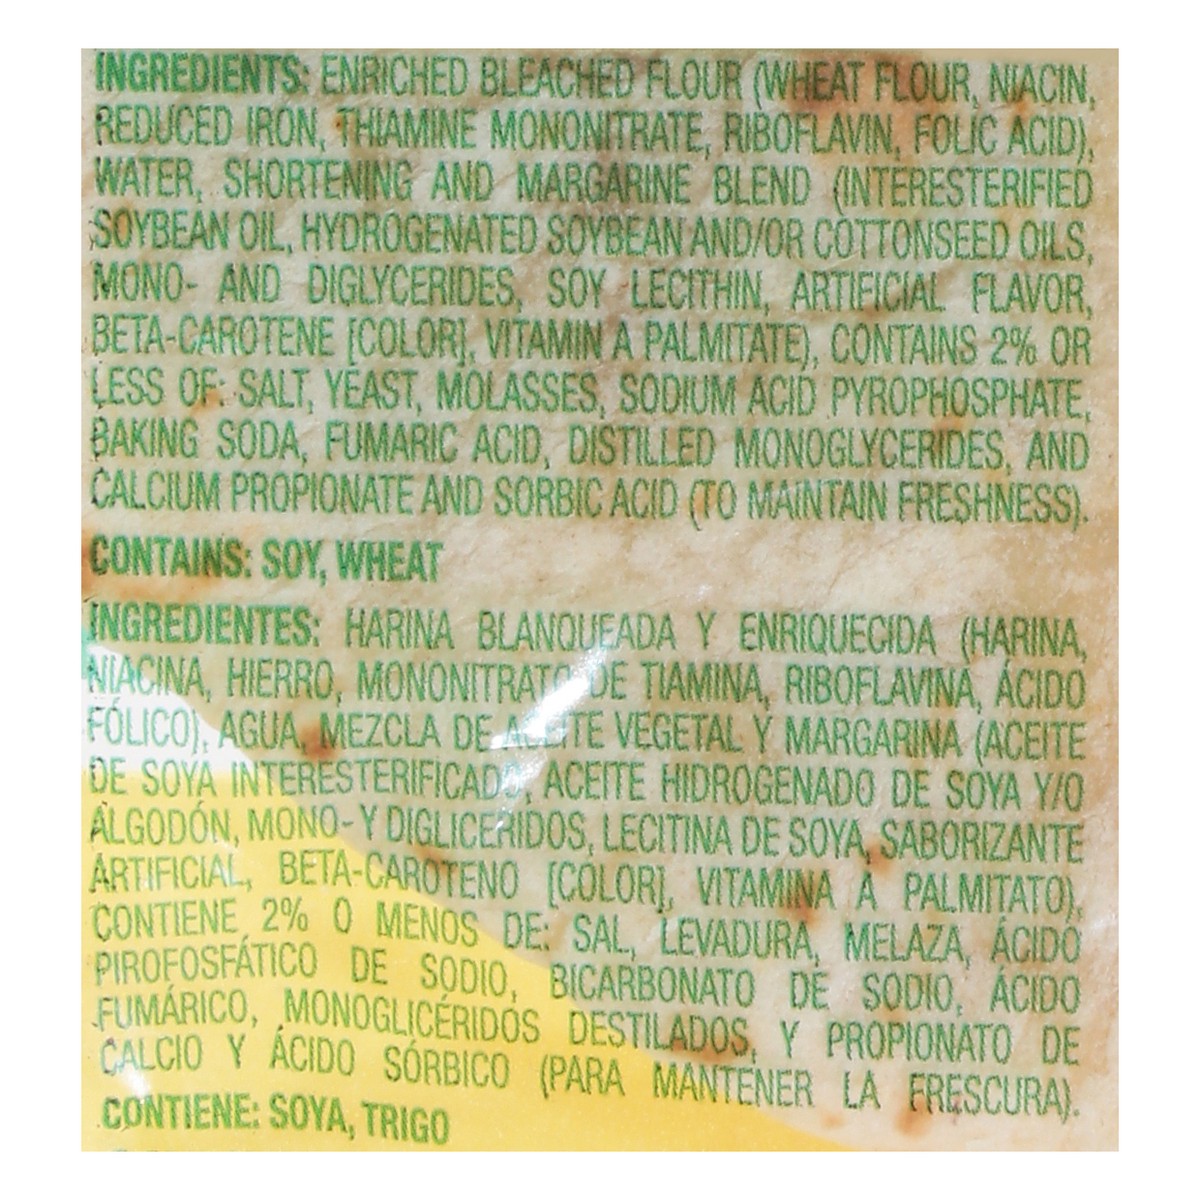 INGREDIENTS: ENRICHED BLEACHED FLOUR (WHEAT FLOUR, NIACIN,
REDUCED IRON, THIAMINE MONONITRATE, RIBOFLAVIN, FOLIC ACID),
WATER, SHORTENING AND MARGARINE BLEND (INTERESTERIFIED
SOYBEAN OIL, HYDROGENATED SOYBEAN AND/OR COTTONSEED OILS,
MONO- AND DIGLYCERIDES, SOY LECITHIN, ARTIFICIAL FLAVOR,
BETA-CAROTENE [COLOR], VITAMIN A PALMITATE), CONTAINS 2% OR
LESS OF: SALT, YEAST, MOLASSES, SODIUM ACID PYROPHOSPHATE,
BAKING SODA, FUMARIC ACID, DISTILLED MONOGLYCERIDES, AND
CALCIUM PROPIONATE AND SORBIC ACID (TO MAINTAIN FRESHNESS).
CONTAINS: SOY, WHEAT
INGREDIENTES: HARINA BLANQUEADA Y ENRIQUECIDA (HARINA,
NIACINA, HIERRO, MONONITRATO DE TIAMINA, RIBOFLAVINA, ÁCIDO
FÓLICO), AGUA, MEZCLA DE ACEITE VEGETAL Y MARGARINA (ACEITE
DE SOYA INTERESTERIFICADO, ACEITE HIDROGENADO DE SOYA Y/O
ALGODÓN, MONO- Y DIGLICERIDOS, LECITINA DE SOYA, SABORIZANTE
ARTIFICIAL, BETA-CAROTENO [COLOR], VITAMINA A PALMITATO),
CONTIENE 2% O MENOS DE: SAL, LEVADURA, MELAZA, ÁCIDO
PIROFOSFÁTICO DE SODIO, BICARBONATO DE SODIO, ÁCIDO
FUMÁRICO, MONOGLICÉRIDOS DESTILADOS, Y PROPIONATO DE
CALCIO Y ÁCIDO SÓRBICO (PARA MANTENER LA FRESCURA).
CONTIENE: SOYA, TRIGO